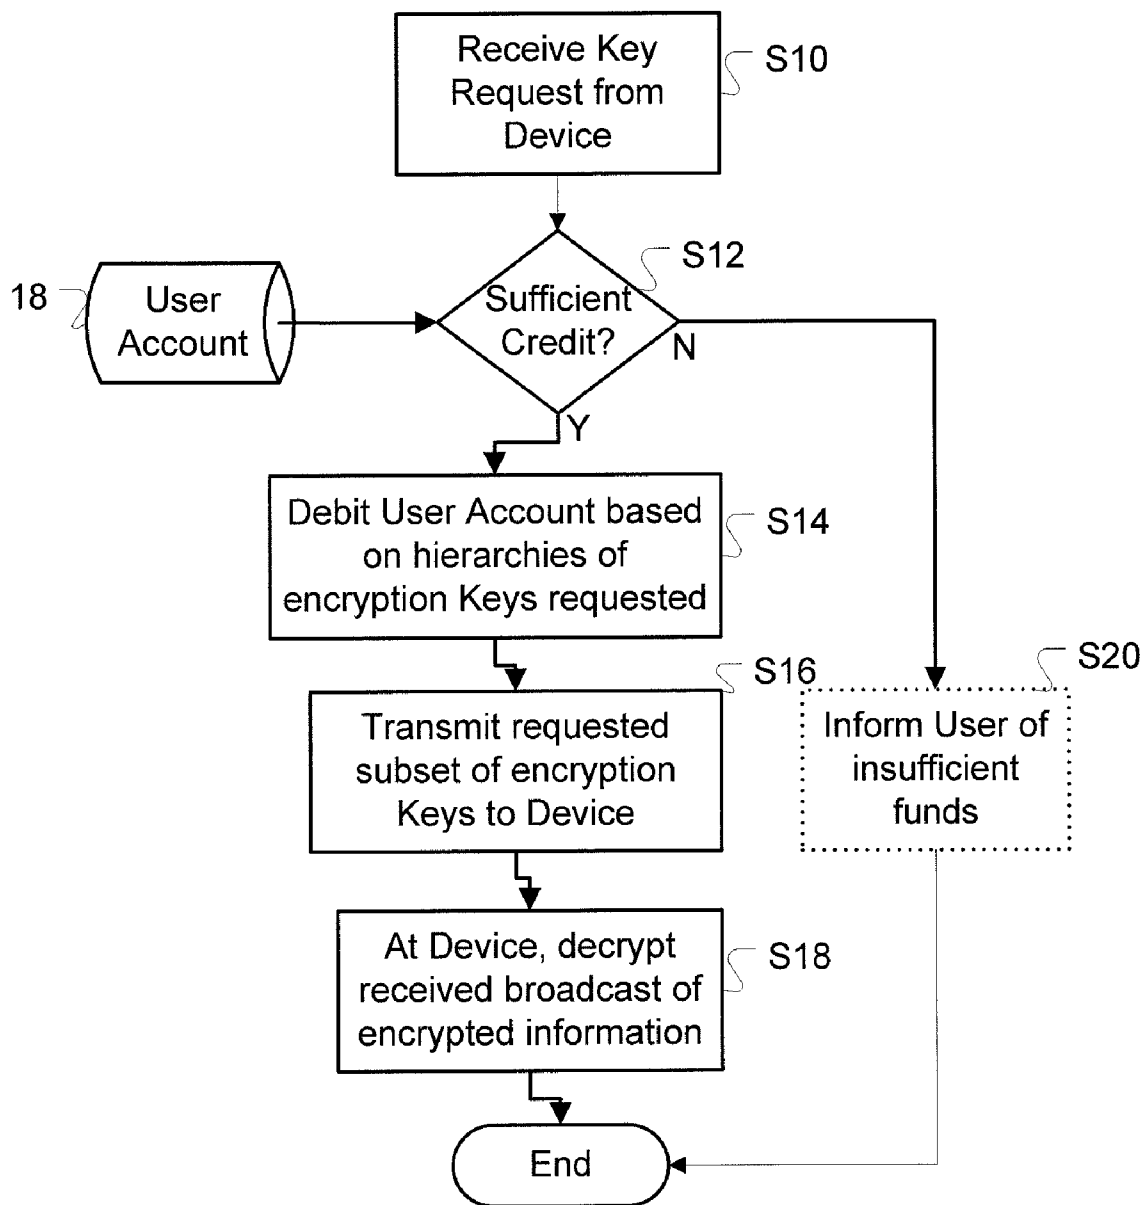 Receive Key
Request from
Device
S10
S12
18
User
Account
Sufficient
Credit?
N
Y
Debit User Account based
on hierarchies of
encryption Keys requested
S14
S16
Transmit requested
subset of encryption
Keys to Device
S20
Inform User of
insufficient
funds
At Device, decrypt
received broadcast of
encrypted information
S18
End